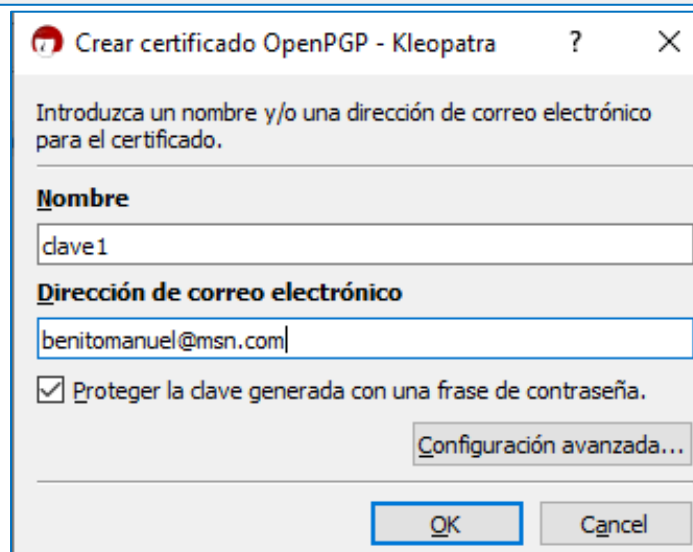 Crear certificado OpenPGP - Kleopatra ? ×
Introduzca un nombre y/o una dirección de correo electrónico
para el certificado.
Nombre
clave1
Dirección de correo electrónico
benitomanuel@msn.com
Proteger la clave generada con una frase de contraseña.
Configuración avanzada...
OK Cancel